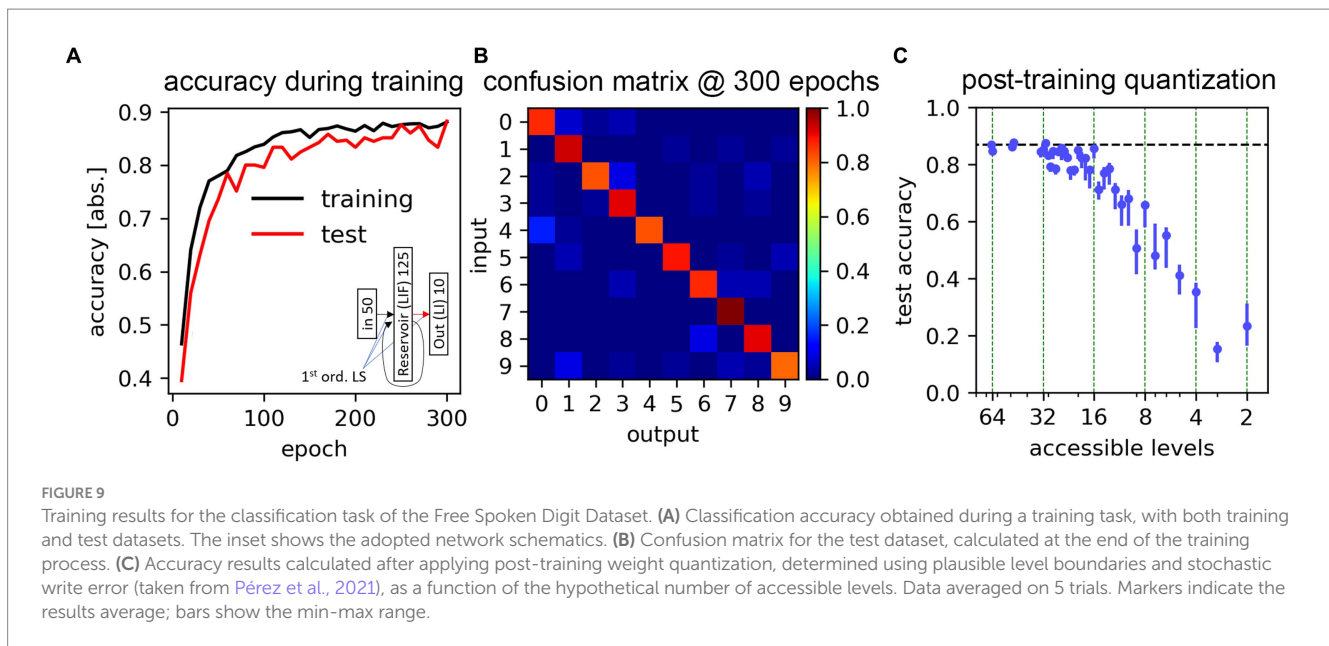 A
accuracy during training
0.9
0.8
0.7
0.6
0.5
0.4
accuracy [abs.]
training
test
in 50
Reservoir (LIF) 125
Out (LI) 10
1st ord. LS
0 100 200 300
epoch
B
confusion matrix @ 300 epochs
0
1
2
3
4
5
6
7
8
9
input
0 1 2 3 4 5 6 7 8 9
output
1.0
0.8
0.6
0.4
0.2
0.0
C
post-training quantization
1.0
0.8
0.6
0.4
0.2
0.0
test accuracy
64 32 16 8 4 2
accessible levels
FIGURE 9
Training results for the classification task of the Free Spoken Digit Dataset. (A) Classification accuracy obtained during a training task, with both training
and test datasets. The inset shows the adopted network schematics. (B) Confusion matrix for the test dataset, calculated at the end of the training
process. (C) Accuracy results calculated after applying post-training weight quantization, determined using plausible level boundaries and stochastic
write error (taken from Pérez et al., 2021), as a function of the hypothetical number of accessible levels. Data averaged on 5 trials. Markers indicate the
results average; bars show the min-max range.